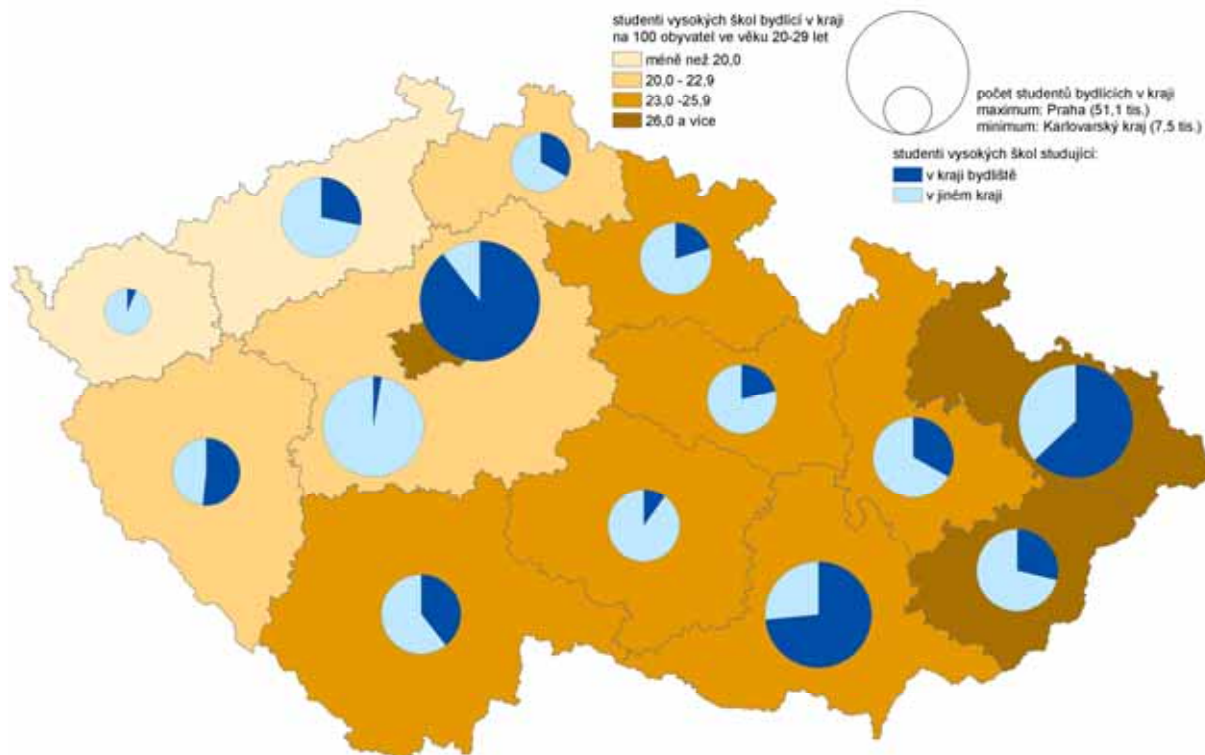 studenti vysokých škol bydlící v kraji
na 100 obyvatel ve věku 20-29 let
méně než 20,0
20,0 - 22,9
23,0 -25,9
26,0 a více
počet studentů bydlících v kraji
maximum: Praha (51,1 tis.)
minimum: Karlovarský kraj (7,5 tis.)
studenti vysokých škol studující:
v kraji bydliště
v jiném kraji